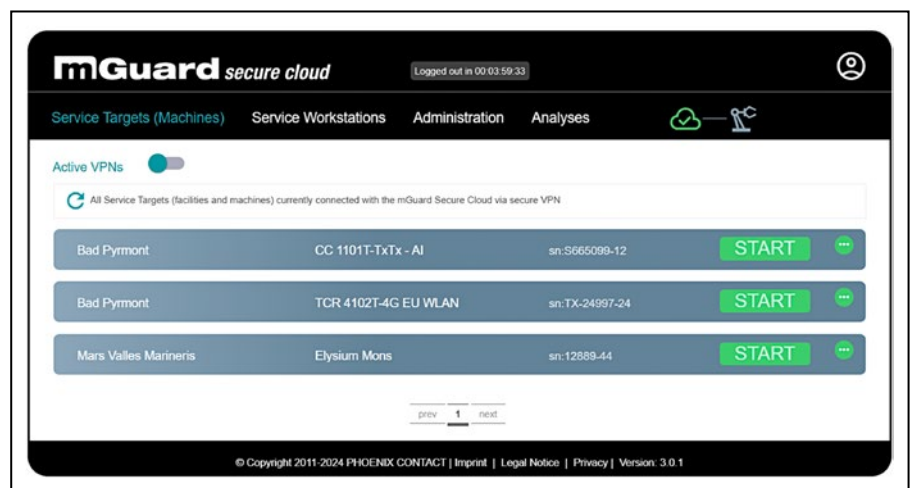 mGuard secure cloud
Logged out in 00:03:59:33
Service Targets (Machines) Service Workstations Administration Analyses
Active VPNs
All Service Targets (facilities and machines) currently connected with the mGuard Secure Cloud via secure VPN
Bad Pyrmont CC 1101T-TxTx - AI sn:S665099-12 START
Bad Pyrmont TCR 4102T-4G EU WLAN sn:TX-24997-24 START
Mars Valles Marineris Elysium Mons sn:12889-44 START
prev 1 next
© Copyright 2011-2024 PHOENIX CONTACT | Imprint | Legal Notice | Privacy | Version: 3.0.1